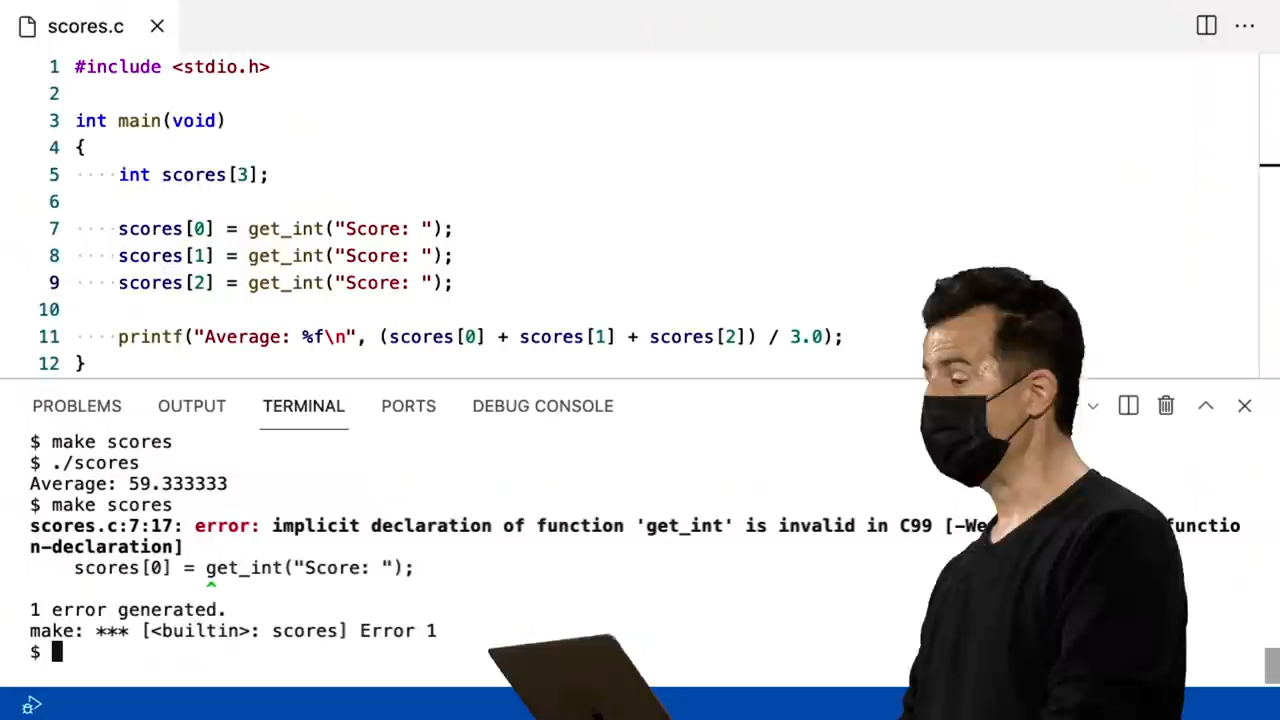 scores.c
1 #include <stdio.h>
2
3 int main(void)
4 {
5 ····int scores[3];
6
7 ····scores[0] = get_int("Score: ");
8 ····scores[1] = get_int("Score: ");
9 ····scores[2] = get_int("Score: ");
10
11 ····printf("Average: %f\n", (scores[0] + scores[1] + scores[2]) / 3.0);
12 }
PROBLEMS OUTPUT TERMINAL PORTS DEBUG CONSOLE
$ make scores
$ ./scores
Average: 59.333333
$ make scores
scores.c:7:17: error: implicit declaration of function 'get_int' is invalid in C99 [-We functio
n-declaration]
scores[0] = get_int("Score: ");
^
1 error generated.
make: *** [<builtin>: scores] Error 1
$